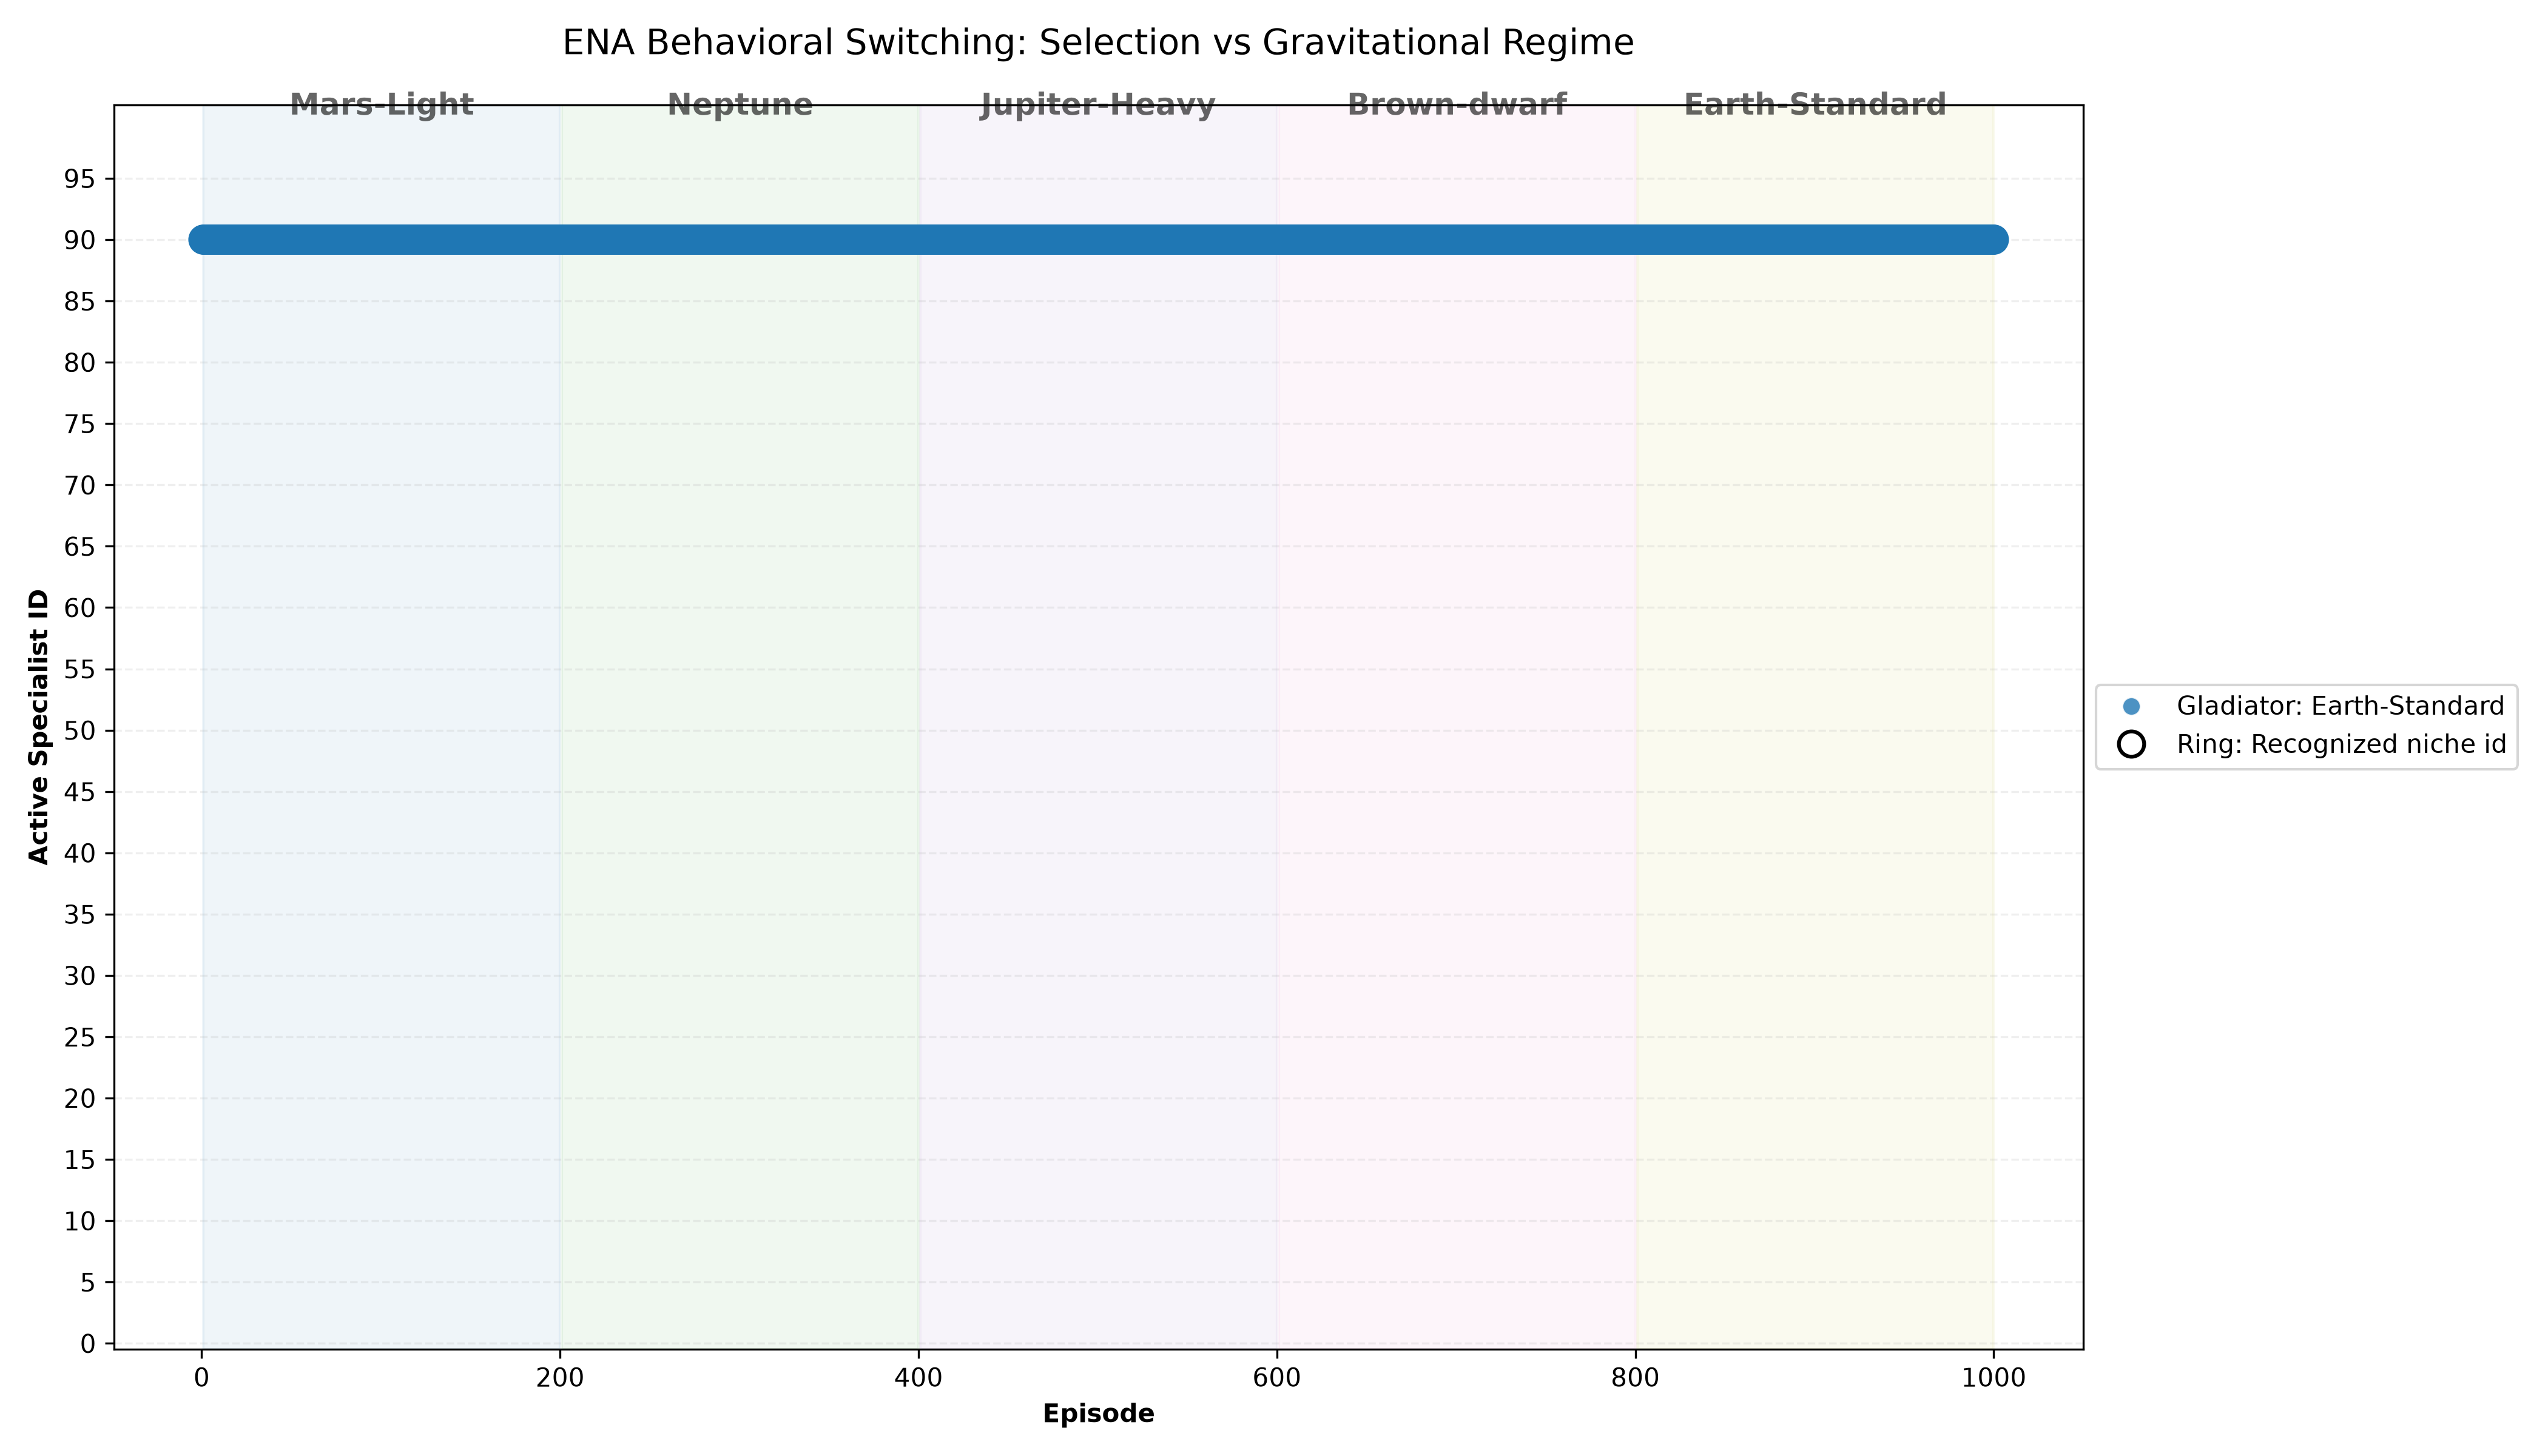 ENA Behavioral Switching: Selection vs Gravitational Regime
Mars-Light
Neptune
Jupiter-Heavy
Brown-dwarf
Earth-Standard
95
90
85
80
75
70
65
60
55
50
45
40
35
30
25
20
15
10
5
0
Active Specialist ID
0
200
400
600
800
1000
Episode
Gladiator: Earth-Standard
Ring: Recognized niche id